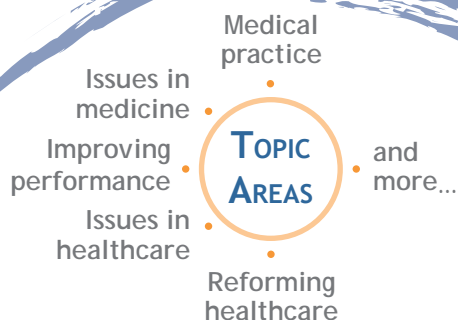 Medical
practice
Issues in
medicine
Improving
performance
Issues in
healthcare
TOPIC
AREAS
and
more...
Reforming
healthcare